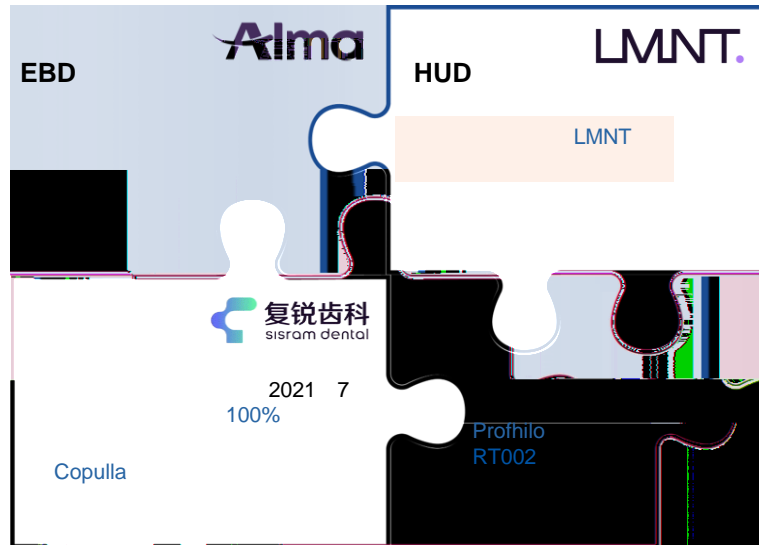 Alma
LMNT.
EBD
HUD
LMNT
复锐齿科
sisram dental
2021 7
100%
Profhilo
RT002
Copulla